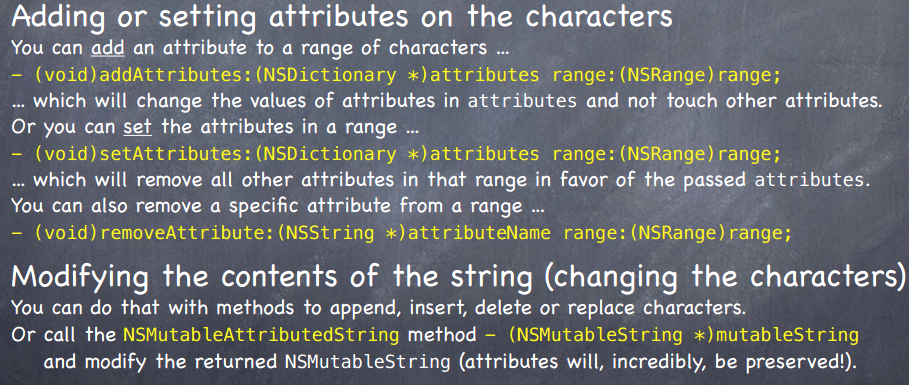 Adding or setting attributes on the characters
You can add an attribute to a range of characters ...
- (void)addAttributes:(NSDictionary *)attributes range:(NSRange)range;
... which will change the values of attributes in attributes and not touch other attributes.
Or you can set the attributes in a range ...
- (void)setAttributes:(NSDictionary *)attributes range:(NSRange)range;
... which will remove all other attributes in that range in favor of the passed attributes.
You can also remove a specific attribute from a range ...
- (void)removeAttribute:(NSString *)attributeName range:(NSRange)range;
Modifying the contents of the string (changing the characters)
You can do that with methods to append, insert, delete or replace characters.
Or call the NSMutableAttributedString method - (NSMutableString *)mutableString
and modify the returned NSMutableString (attributes will, incredibly, be preserved!).